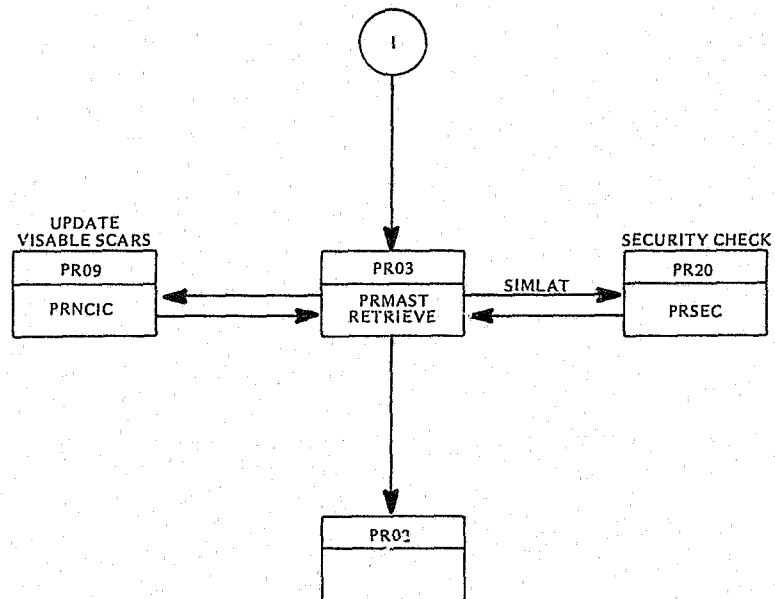 1
UPDATE
VISABLE SCARS
PR09
PRNCIC
PR03
PRMAST
RETRIEVE
SIMLAT
SECURITY CHECK
PR20
PRSEC